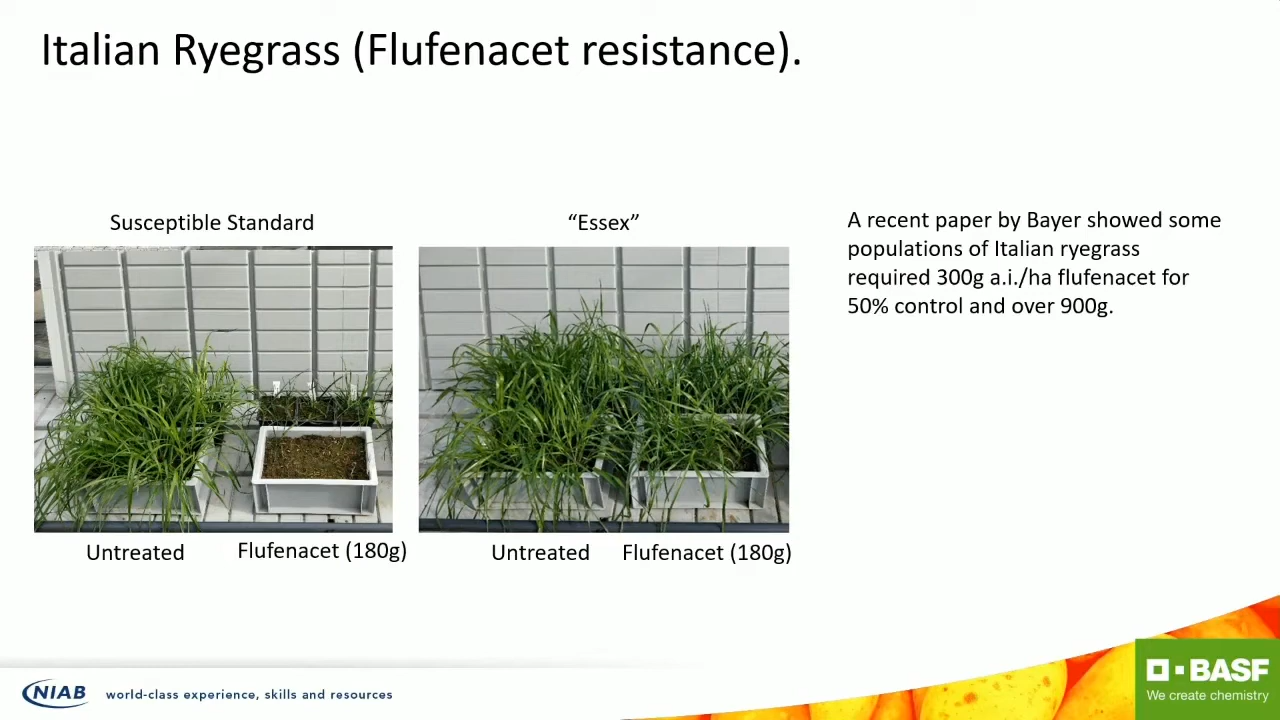 Italian Ryegrass (Flufenacet resistance).
Susceptible Standard
“Essex”
A recent paper by Bayer showed some
populations of Italian ryegrass
required 300g a.i./ha flufenacet for
50% control and over 900g.
Untreated
Flufenacet (180g)
Untreated
Flufenacet (180g)
NIAB
world-class experience, skills and resources
BASF
We create chemistry